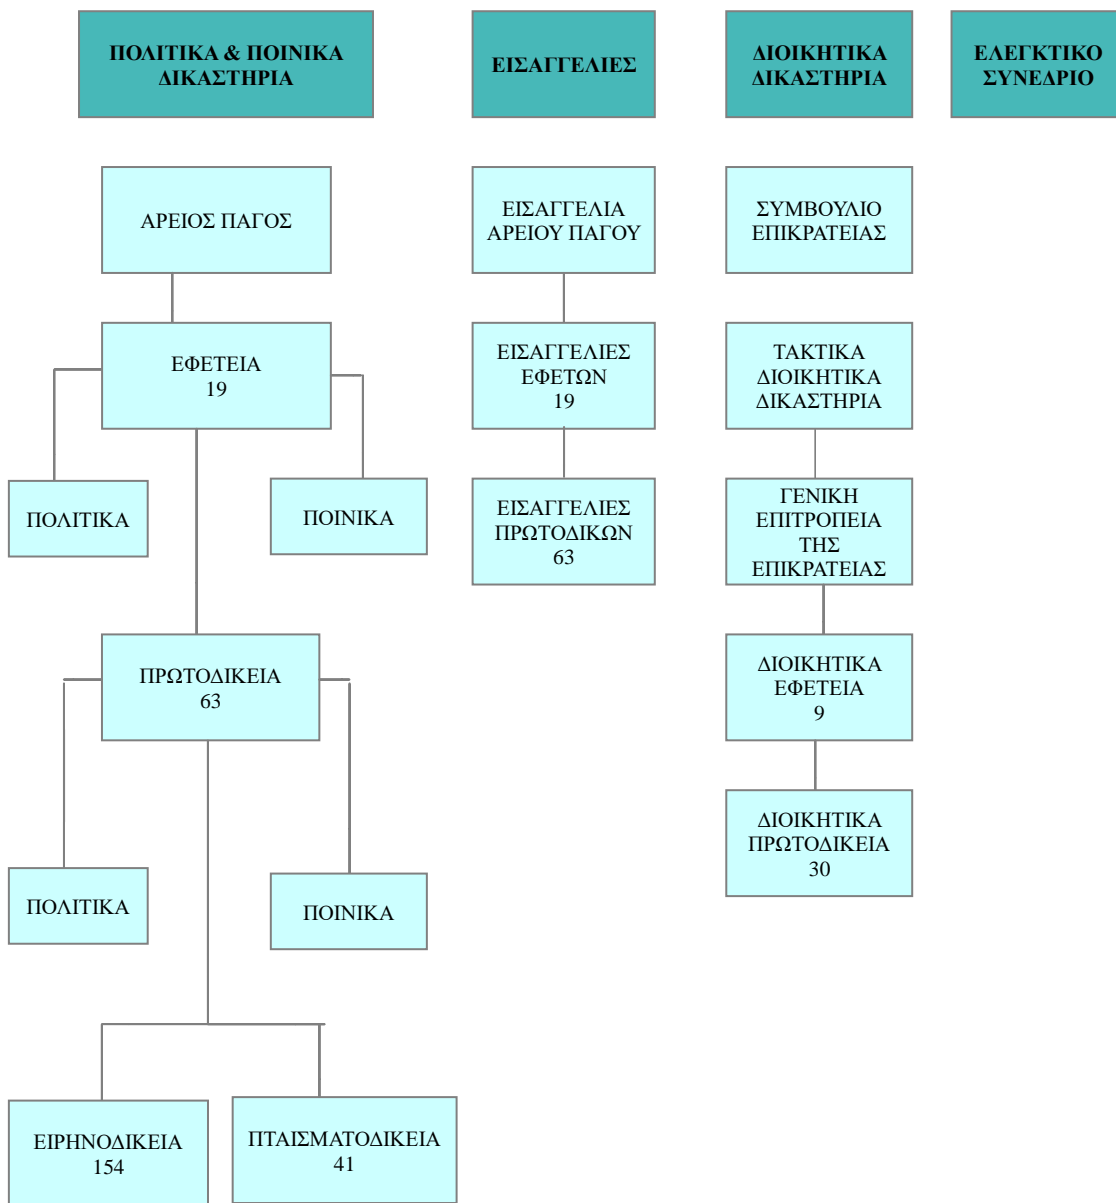 ΠΟΛΙΤΙΚΑ & ΠΟΙΝΙΚΑ
ΔΙΚΑΣΤΗΡΙΑ
ΕΙΣΑΓΓΕΛΙΕΣ
ΔΙΟΙΚΗΤΙΚΑ
ΔΙΚΑΣΤΗΡΙΑ
ΕΛΕΓΚΤΙΚΟ
ΣΥΝΕΔΡΙΟ
ΑΡΕΙΟΣ ΠΑΓΟΣ
ΕΙΣΑΓΓΕΛΙΑ
ΑΡΕΙΟΥ ΠΑΓΟΥ
ΣΥΜΒΟΥΛΙΟ
ΕΠΙΚΡΑΤΕΙΑΣ
ΕΦΕΤΕΙΑ
19
ΕΙΣΑΓΓΕΛΙΕΣ
ΕΦΕΤΩΝ
19
ΤΑΚΤΙΚΑ
ΔΙΟΙΚΗΤΙΚΑ
ΔΙΚΑΣΤΗΡΙΑ
ΠΟΛΙΤΙΚΑ
ΠΟΙΝΙΚΑ
ΕΙΣΑΓΓΕΛΙΕΣ
ΠΡΩΤΟΔΙΚΩΝ
63
ΓΕΝΙΚΗ
ΕΠΙΤΡΟΠΕΙΑ
ΤΗΣ
ΕΠΙΚΡΑΤΕΙΑΣ
ΠΡΩΤΟΔΙΚΕΙΑ
63
ΔΙΟΙΚΗΤΙΚΑ
ΕΦΕΤΕΙΑ
9
ΔΙΟΙΚΗΤΙΚΑ
ΠΡΩΤΟΔΙΚΕΙΑ
30
ΠΟΛΙΤΙΚΑ
ΠΟΙΝΙΚΑ
ΕΙΡΗΝΟΔΙΚΕΙΑ
154
ΠΤΑΙΣΜΑΤΟΔΙΚΕΙΑ
41